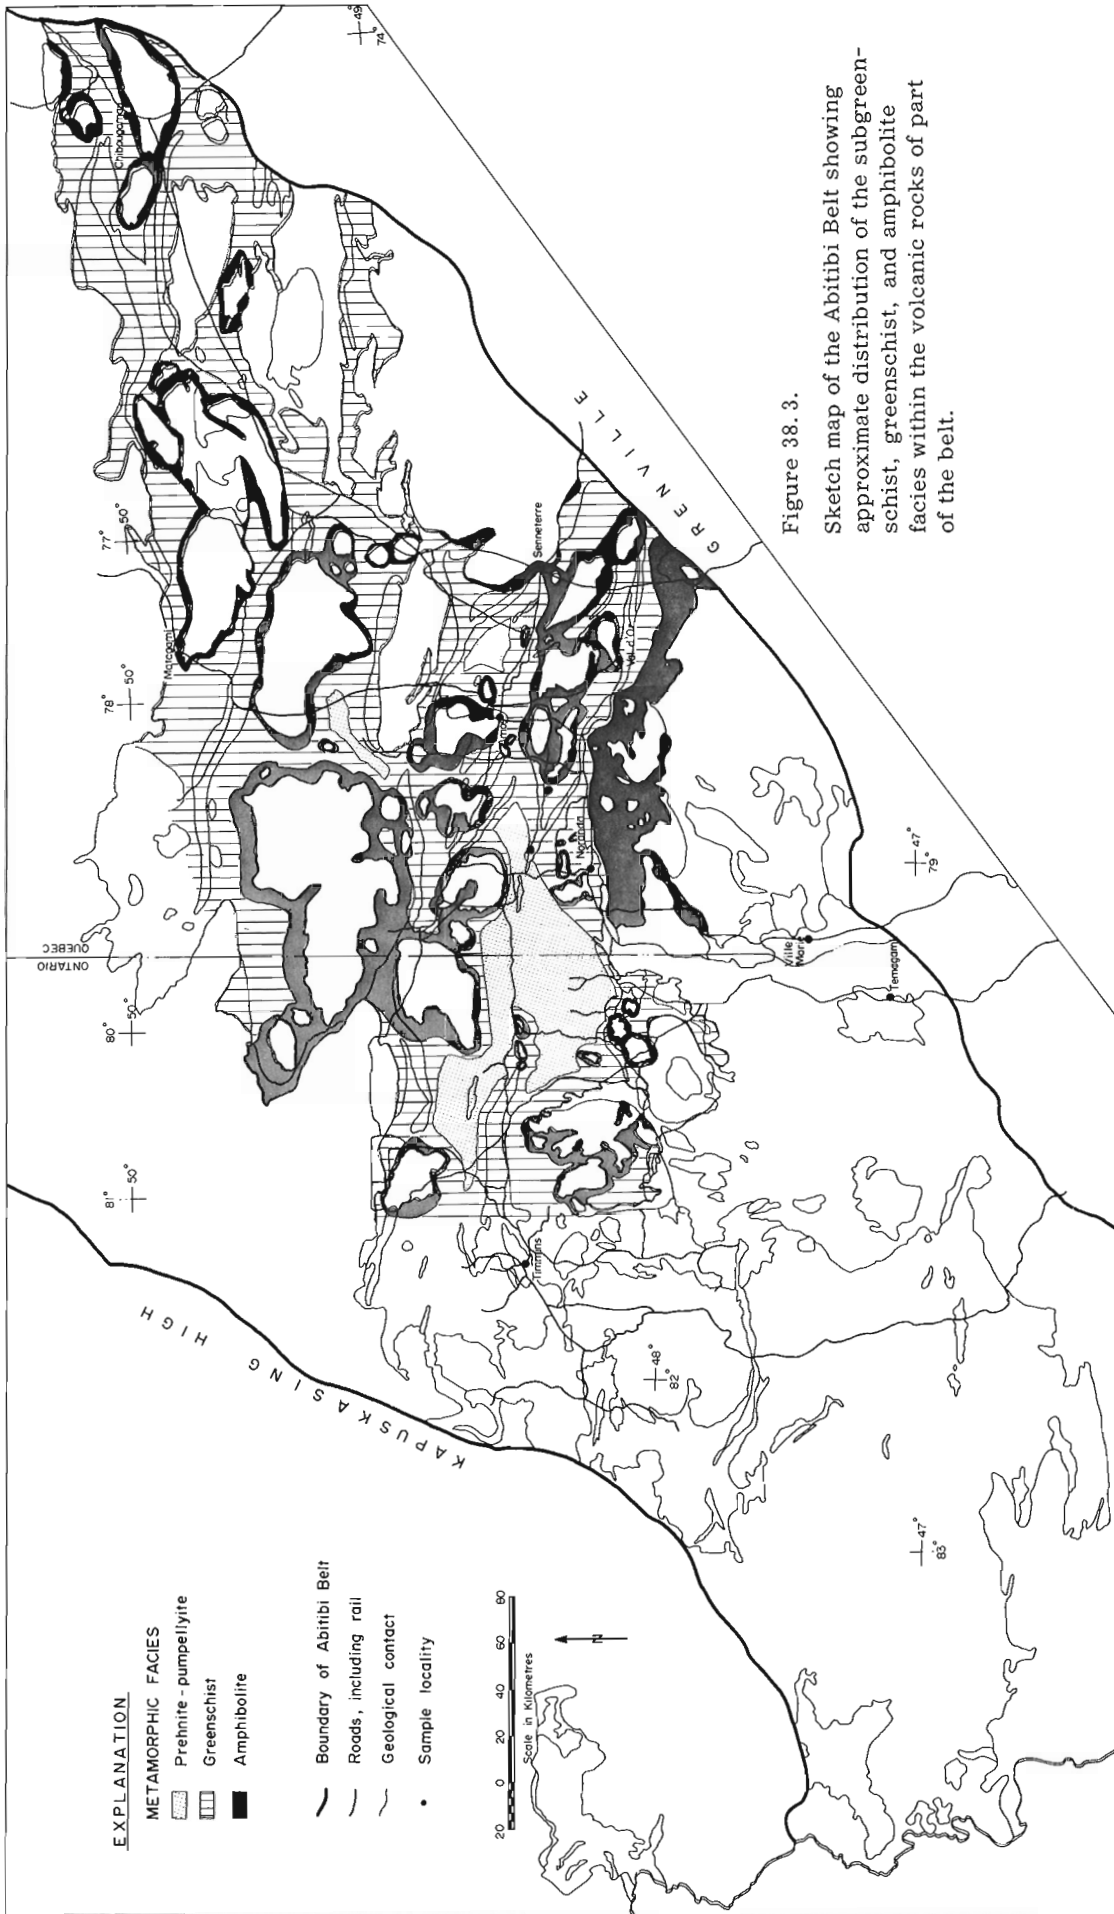 EXPLANATION
METAMORPHIC FACIES
Prehnite - pumpellyite
Greenschist
Amphibolite
Boundary of Abitibi Belt
Roads, including rail
Geological contact
Sample locality
20 0 20 40 60 80
Scale in Kilometres
N
KAPUSKASING HIGH
81°
50°
80°
50°
ONTARIO
QUEBEC
78°
50°
77°
50°
Matagami
Chibougamau
49°
74°
Timmins
48°
82°
47°
83°
Noranda
Val d'Or
Senneterre
Ville Marie
Temagami
47°
79°
GRENVILLE
Figure 38.3.
Sketch map of the Abitibi Belt showing
approximate distribution of the subgreen-
schist, greenschist, and amphibolite
facies within the volcanic rocks of part
of the belt.